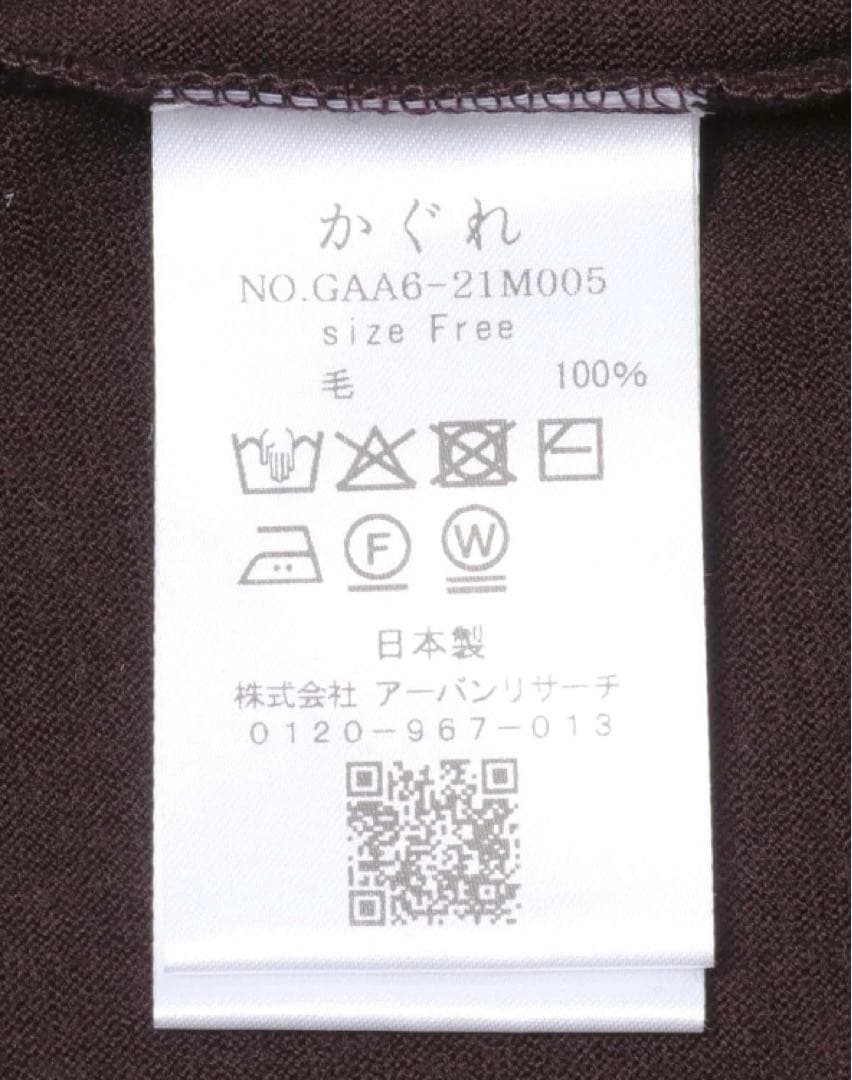 かぐれ
NO.GAA6-21M005
size Free
毛 100%
F W
日本製
株式会社 アーバンリサーチ
0120-967-013